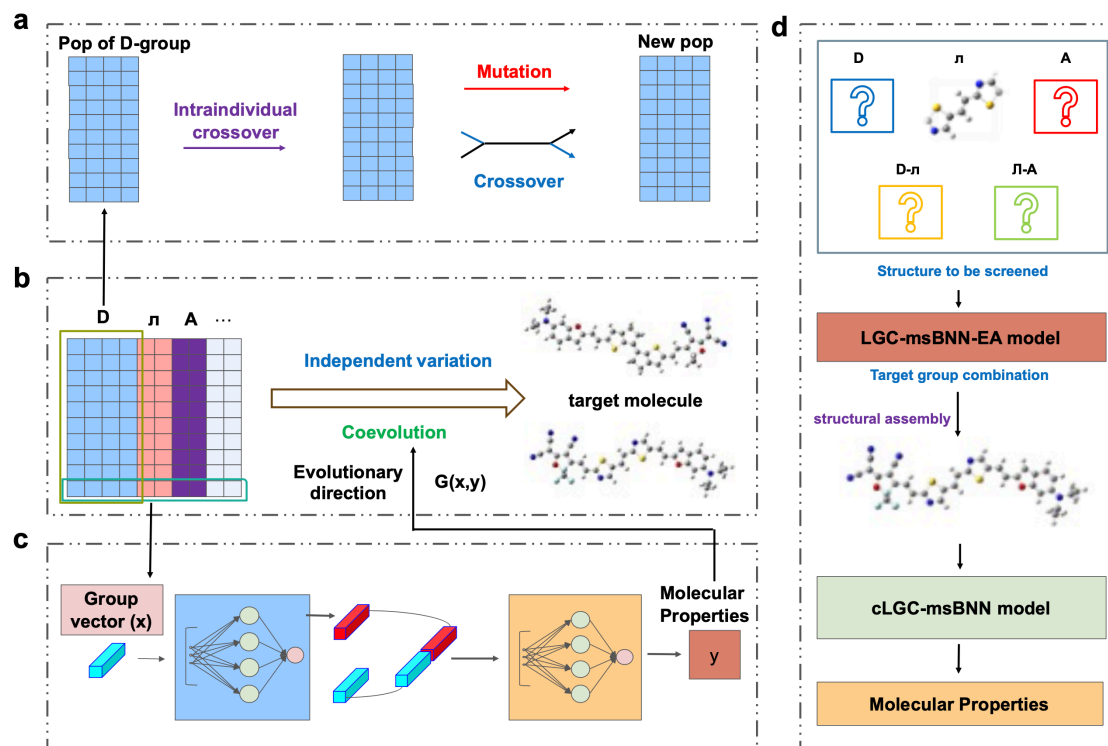 a
Pop of D-group
New pop
Intraindividual
crossover
Mutation
Crossover
b
D л A ...
Independent variation
target molecule
Coevolution
Evolutionary
direction
G(x,y)
c
Group
vector (x)
Molecular
Properties
y
d
D л A
? ?
D-л Л-A
? ?
Structure to be screened
LGC-msBNN-EA model
Target group combination
structural assembly
cLGC-msBNN model
Molecular Properties